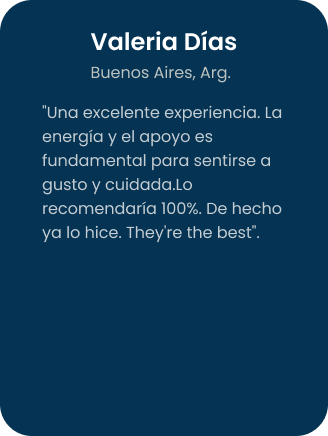 Valeria Días
Buenos Aires, Arg.
"Una excelente experiencia. La
energía y el apoyo es
fundamental para sentirse a
gusto y cuidada.Lo
recomendaría 100%. De hecho
ya lo hice. They're the best".